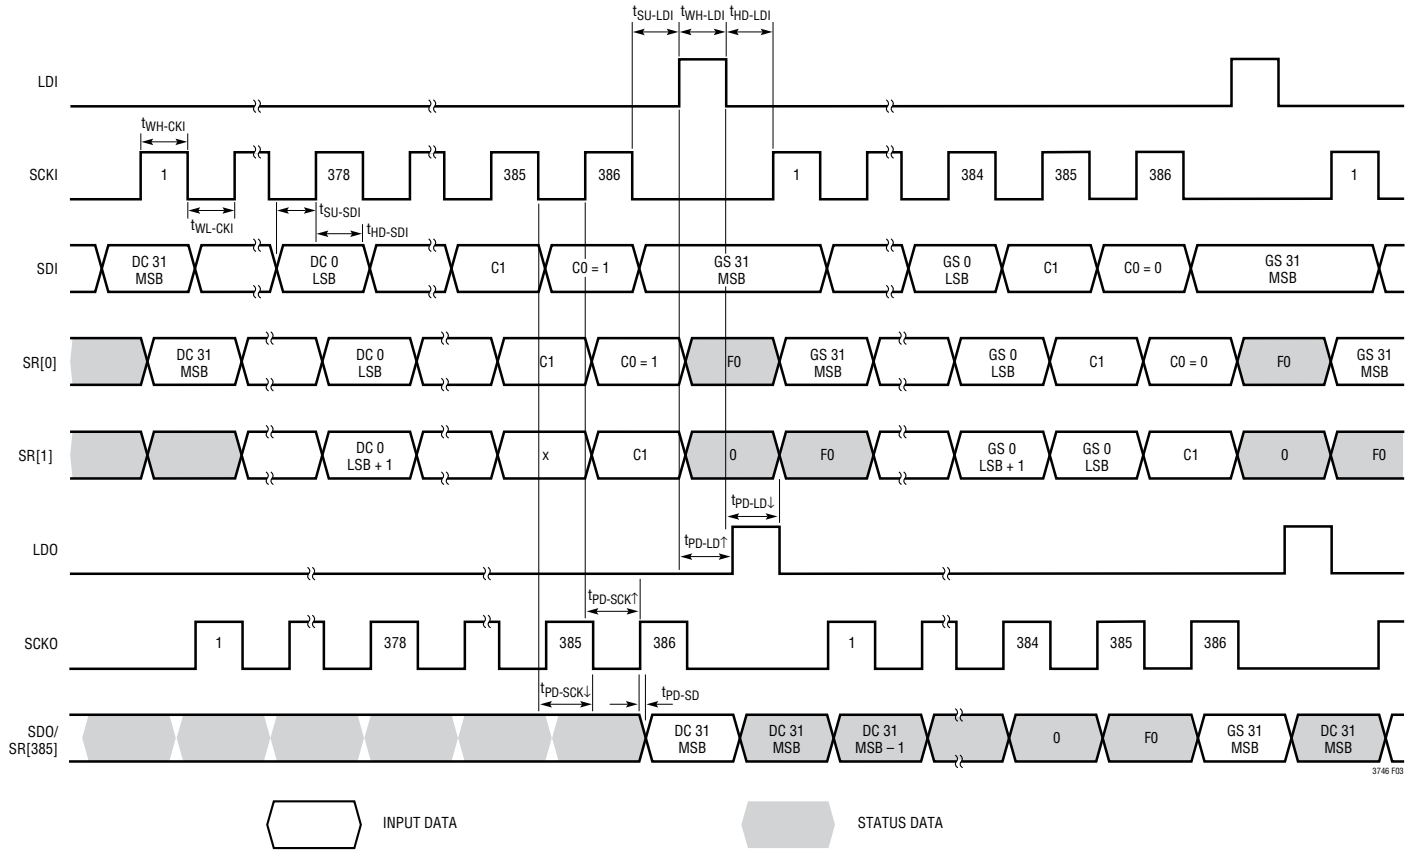 tSU-LDI tWH-LDI tHD-LDI
LDI
tWH-CKI
SCKI 1 378 385 386 1 384 385 386 1
tWL-CKI tSU-SDI
tHD-SDI
SDI DC 31 MSB DC 0 LSB C1 C0 = 1 GS 31 MSB GS 0 LSB C1 C0 = 0 GS 31 MSB
SR[0] DC 31 MSB DC 0 LSB C1 C0 = 1 F0 GS 31 MSB GS 0 LSB C1 C0 = 0 F0 GS 31 MSB
SR[1] DC 0 LSB + 1 x C1 0 F0 GS 0 LSB + 1 GS 0 LSB C1 0 F0
tPD-LD↓
LDO tPD-LD↑
tPD-SCK↑
SCKO 1 378 385 386 1 384 385 386
tPD-SCK↓ tPD-SD
SDO/ SR[385] DC 31 MSB DC 31 MSB DC 31 MSB – 1 0 F0 GS 31 MSB DC 31 MSB
3746 F03
INPUT DATA STATUS DATA